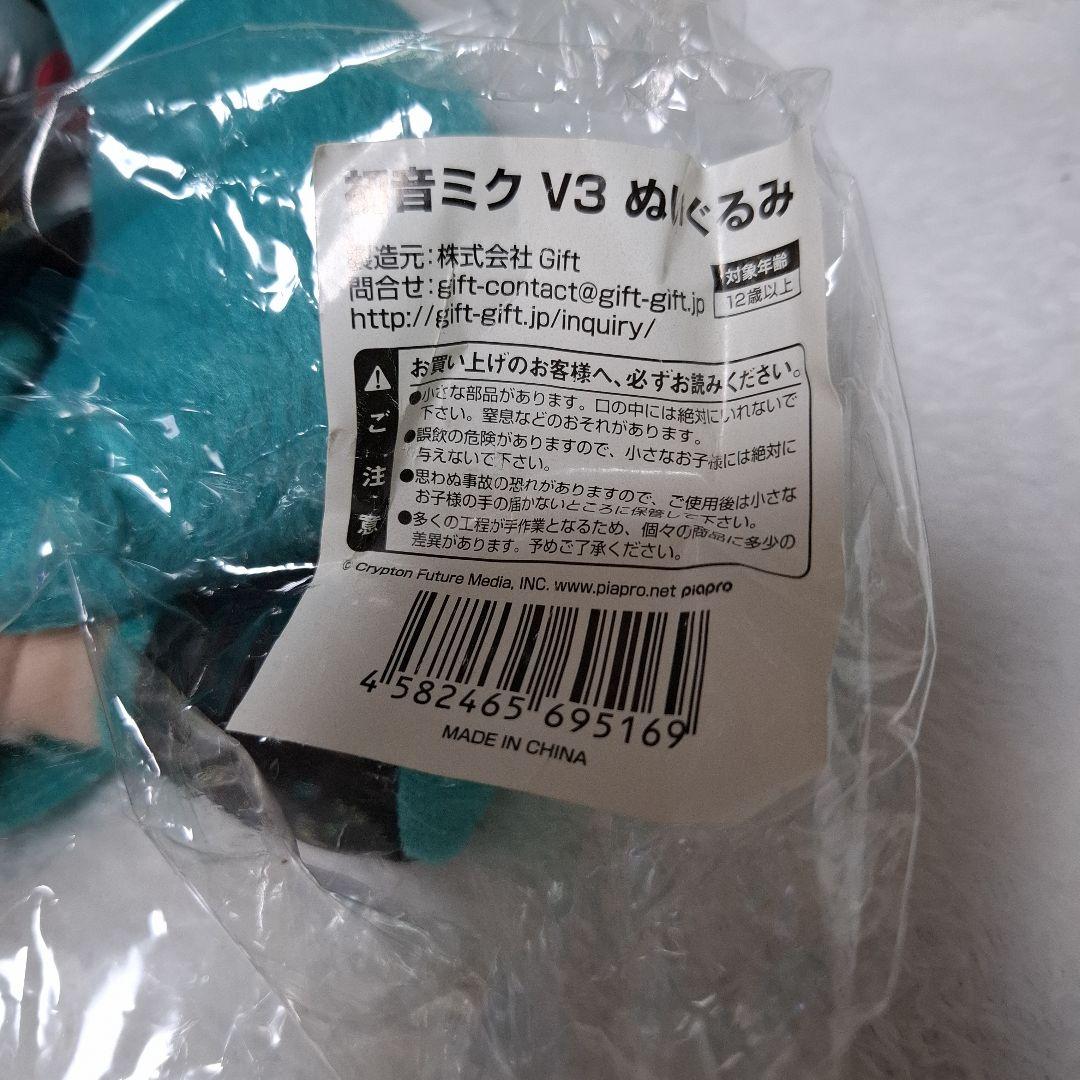 初音ミク V3 ぬいぐるみ
製造元:株式会社 Gift
問合せ:gift-contact@gift-gift.jp
http://gift-gift.jp/inquiry/
対象年齢
12歳以上
ご注意
お買い上げのお客様へ、必ずお読みください。
●小さな部品があります。口の中には絶対にいれないで
下さい。窒息などのおそれがあります。
●誤飲の危険がありますので、小さなお子様には絶対に
与えないで下さい。
●思わぬ事故の恐れがありますので、ご使用後は小さな
お子様の手の届かないところに保管して下さい。
●多くの工程が手作業となるため、個々の商品に多少の
差異があります。予めご了承ください。
© Crypton Future Media, INC. www.piapro.net piapro
4 582465 695169
MADE IN CHINA